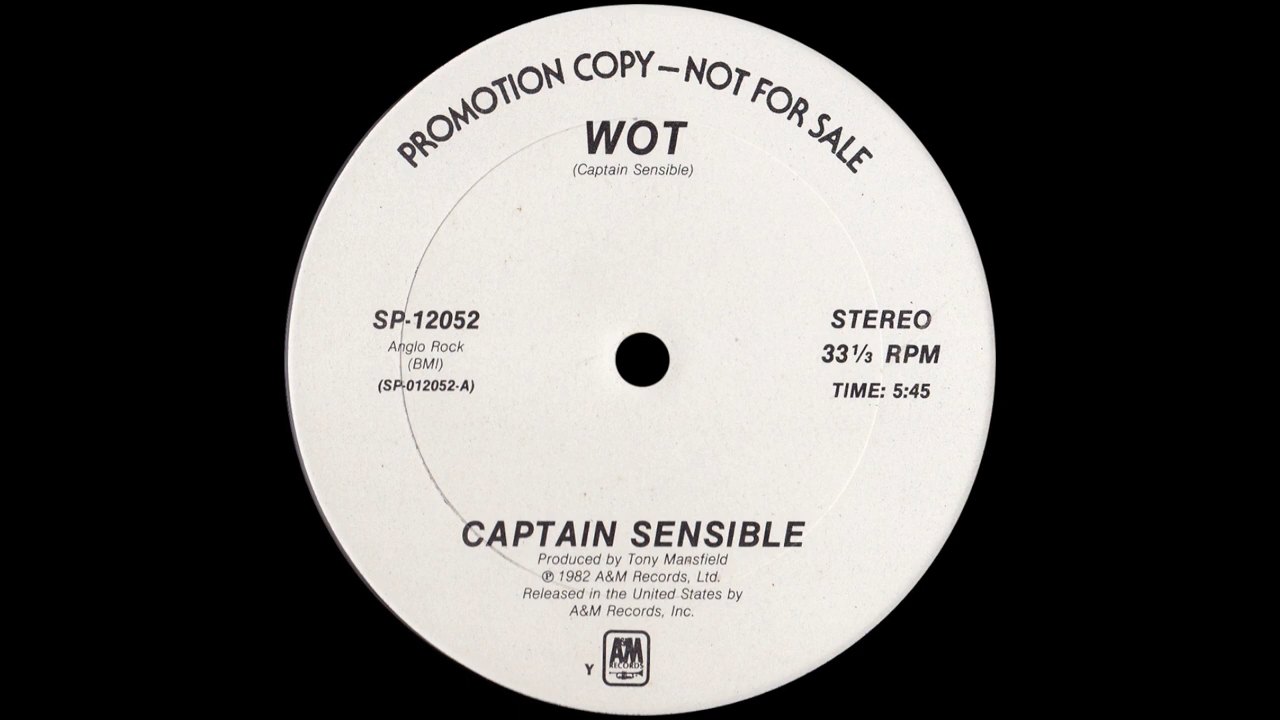 PROMOTION COPY—NOT FOR SALE
WOT
(Captain Sensible)
SP-12052
Anglo Rock
(BMI)
(SP-012052-A)
STEREO
33⅓ RPM
TIME: 5:45
CAPTAIN SENSIBLE
Produced by Tony Mansfield
℗ 1982 A&M Records, Ltd.
Released in the United States by
A&M Records, Inc.
Y
A&M
RECORDS